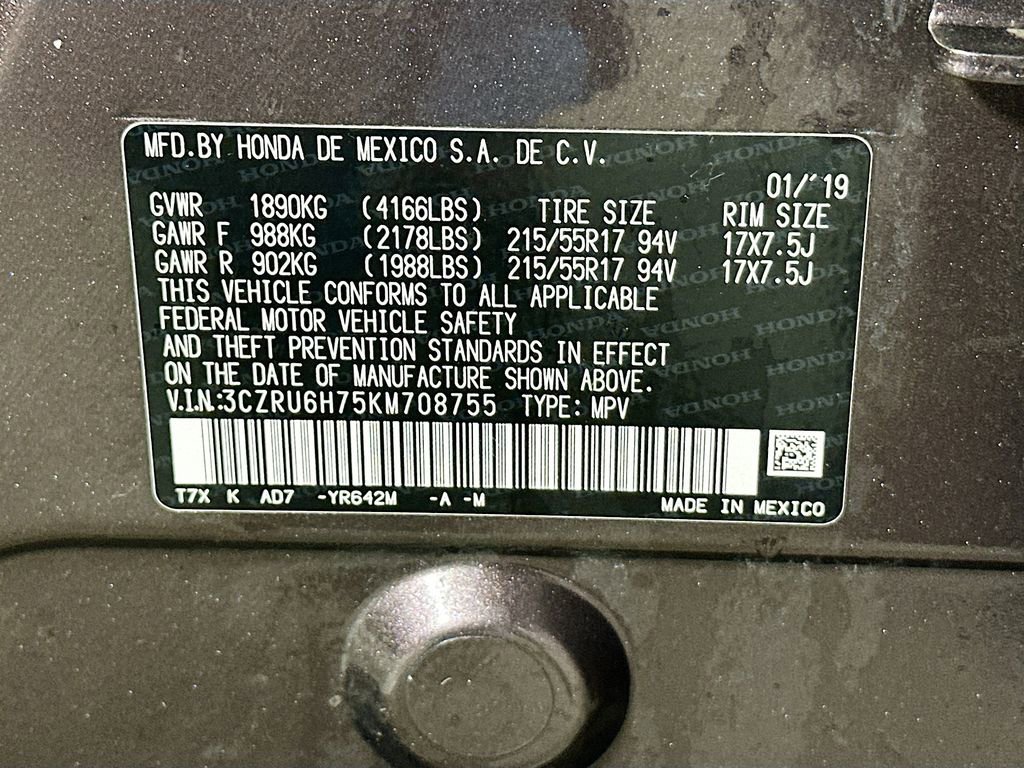 MFD.BY HONDA DE MEXICO S.A. DE C.V.
01/'19
GVWR 1890KG (4166LBS) TIRE SIZE RIM SIZE
GAWR F 988KG (2178LBS) 215/55R17 94V 17X7.5J
GAWR R 902KG (1988LBS) 215/55R17 94V 17X7.5J
THIS VEHICLE CONFORMS TO ALL APPLICABLE
FEDERAL MOTOR VEHICLE SAFETY
AND THEFT PREVENTION STANDARDS IN EFFECT
ON THE DATE OF MANUFACTURE SHOWN ABOVE.
V.I.N.:3CZRU6H75KM708755 TYPE: MPV
T7X K AD7 -YR642M -A -M MADE IN MEXICO